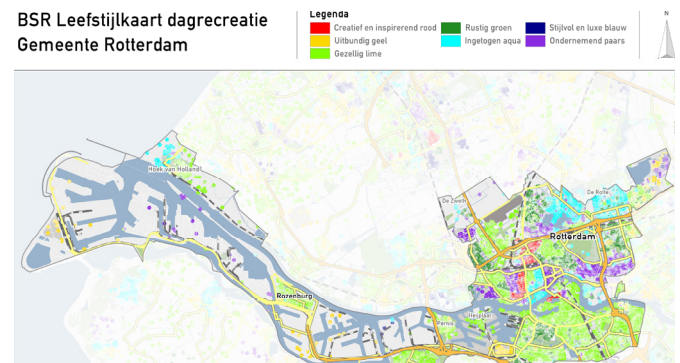 BSR Leefstijlkaart dagrecreatie
Gemeente Rotterdam
Legenda
Creatief en inspirerend rood
Uitbundig geel
Gezellig lime
Rustig groen
Ingetogen aqua
Stijlvol en luxe blauw
Ondernemend paars
N
Hoek van Holland
De Zweth
De Rotte
Rotterdam
Rozenburg
Pernis
Heijplaat